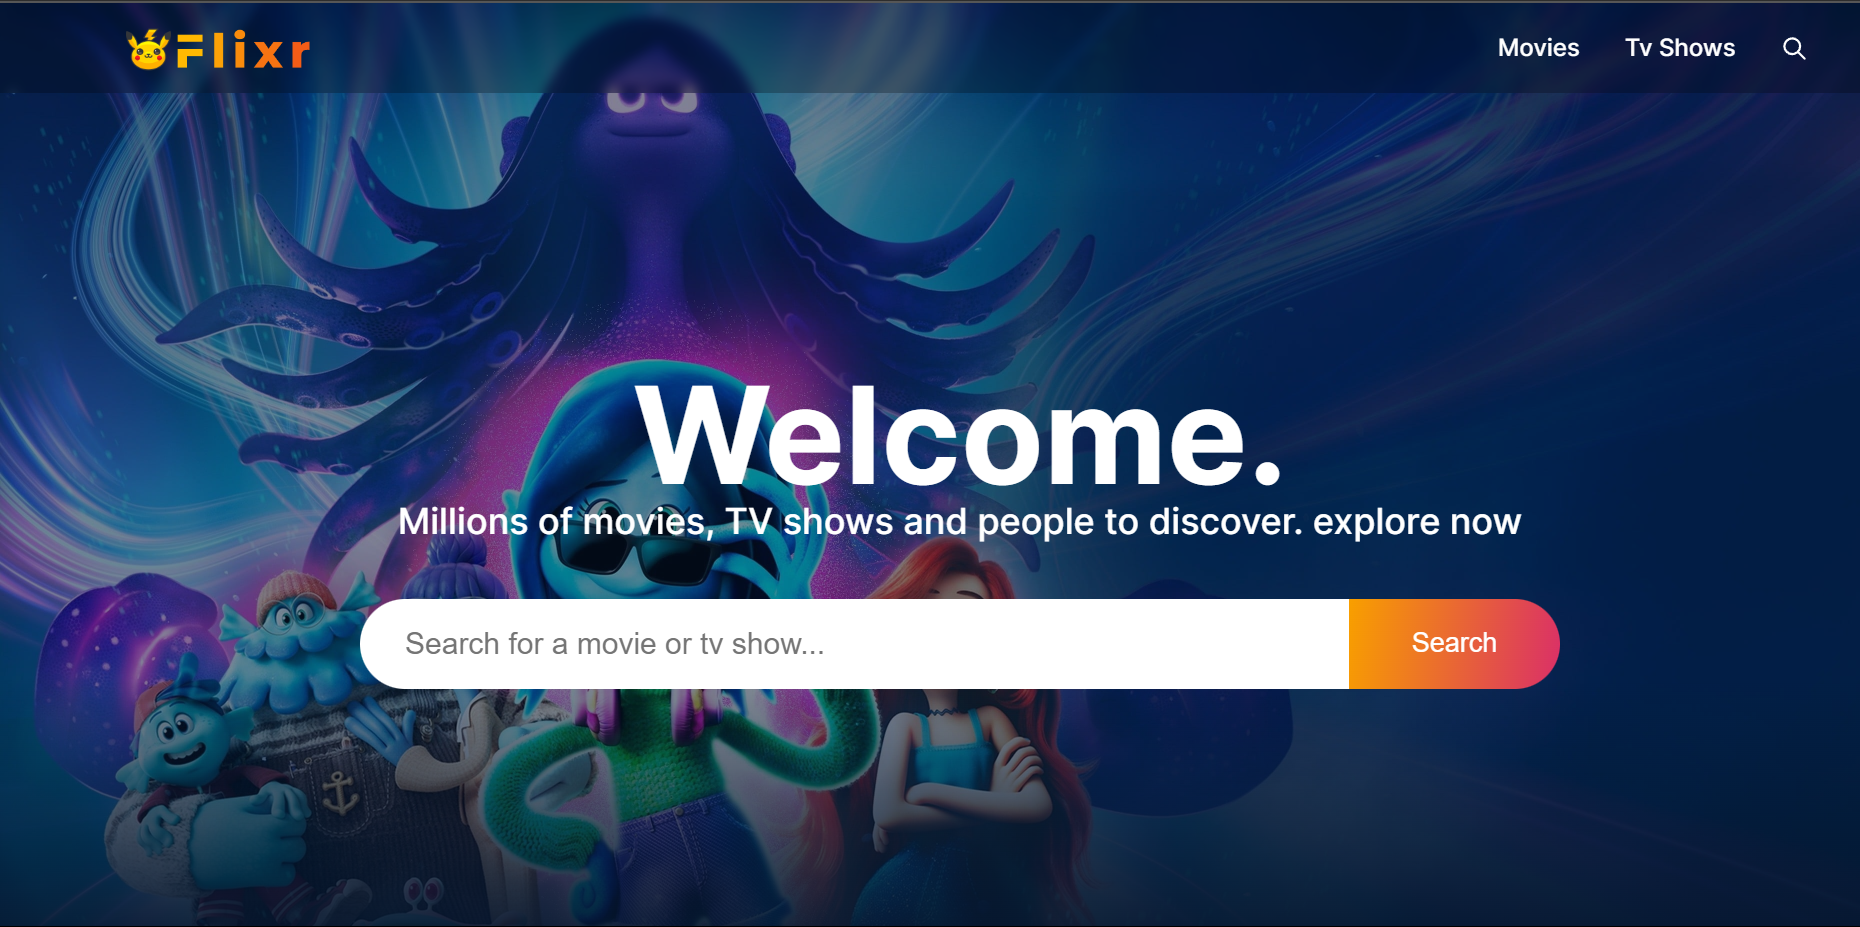 Flixr
Movies
Tv Shows
Welcome.
Millions of movies, TV shows and people to discover. explore now
Search for a movie or tv show...
Search